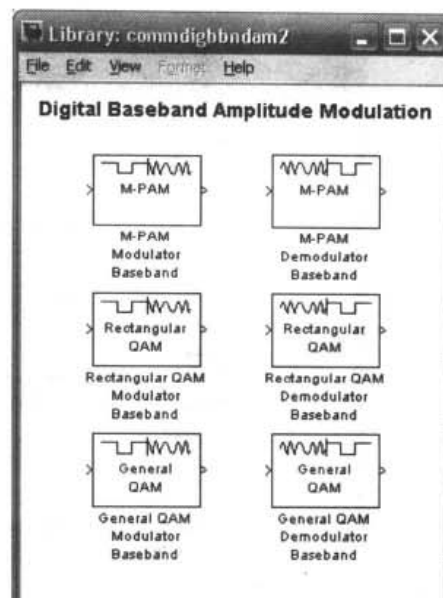 Library: commdigbbndam2
File Edit View Format Help
Digital Baseband Amplitude Modulation
M-PAM
M-PAM
Modulator
Baseband
M-PAM
M-PAM
Demodulator
Baseband
Rectangular
QAM
Rectangular QAM
Modulator
Baseband
Rectangular
QAM
Rectangular QAM
Demodulator
Baseband
General
QAM
General QAM
Modulator
Baseband
General
QAM
General QAM
Demodulator
Baseband